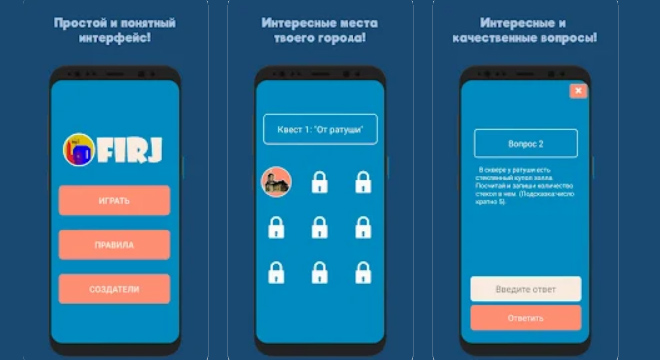 Простой и понятный
интерфейс!
FIRJ
ИГРАТЬ
ПРАВИЛА
СОЗДАТЕЛИ
Интересные места
твоего города!
Квест 1: "От ратуши"
Интересные и
качественные вопросы!
Вопрос 2
В сквере у ратуши есть
стеклянный купол холла.
Посчитай и запиши количество
стекол в нем. (Подсказка:число
кратно 5).
Введите ответ
Ответить